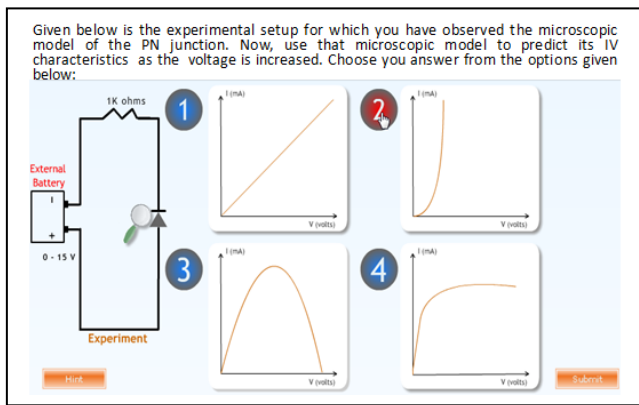 Given below is the experimental setup for which you have observed the microscopic
model of the PN junction. Now, use that microscopic model to predict its IV
characteristics as the voltage is increased. Choose you answer from the options given
below:
1K ohms
External
Battery
I
+
0 - 15 V
Experiment
Hint
1
I (mA)
V (volts)
2
I (mA)
V (volts)
3
I (mA)
V (volts)
4
I (mA)
V (volts)
Submit